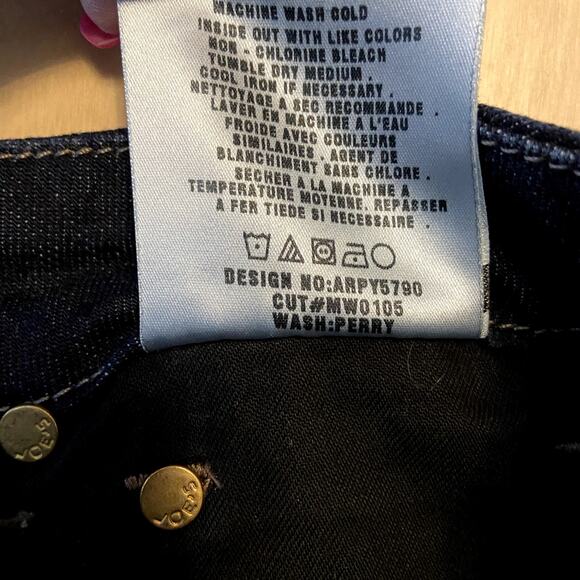 MACHINE WASH COLD
INSIDE OUT WITH LIKE COLORS
NON - CHLORINE BLEACH
TUMBLE DRY MEDIUM .
COOL IRON IF NECESSARY .
NETTOYAGE A SEC RECOMMANDE .
LAVER EN MACHINE A L'EAU
FROIDE AVEC COULEURS
SIMILAIRES . AGENT DE
BLANCHIMENT SANS CHLORE .
SECHER A LA MACHINE A
TEMPERATURE MOYENNE. REPASSER
A FER TIEDE SI NECESSAIRE .
DESIGN NO:ARPY5790
CUT#MW0105
WASH:PERRY
JOE'S
JOE'S